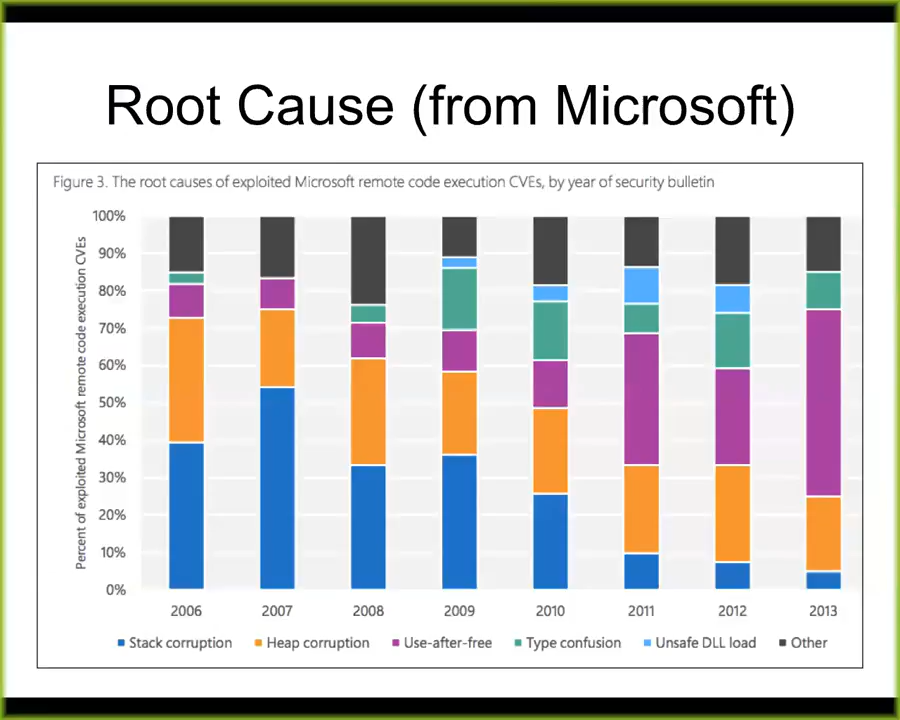 Root Cause (from Microsoft)
Figure 3. The root causes of exploited Microsoft remote code execution CVEs, by year of security bulletin
Percent of exploited Microsoft remote code execution CVEs
100%
90%
80%
70%
60%
50%
40%
30%
20%
10%
0%
2006 2007 2008 2009 2010 2011 2012 2013
Stack corruption Heap corruption Use-after-free Type confusion Unsafe DLL load Other